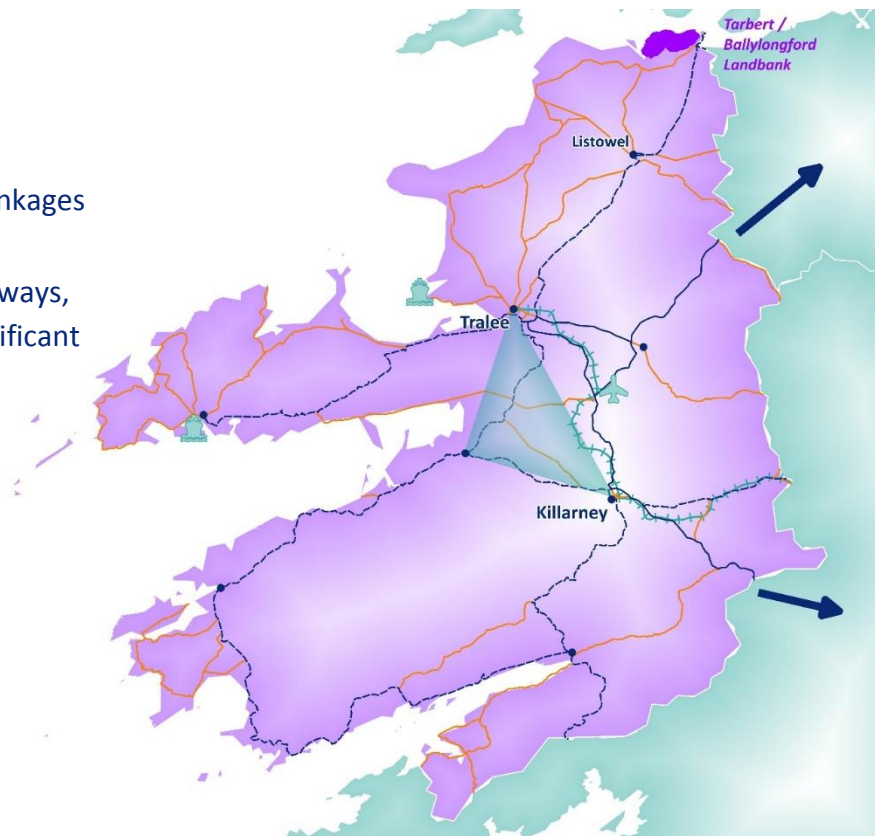 Tarbert /
Ballylongford
Landbank
Listowel
nkages
ways,
ificant
Tralee
Killarney